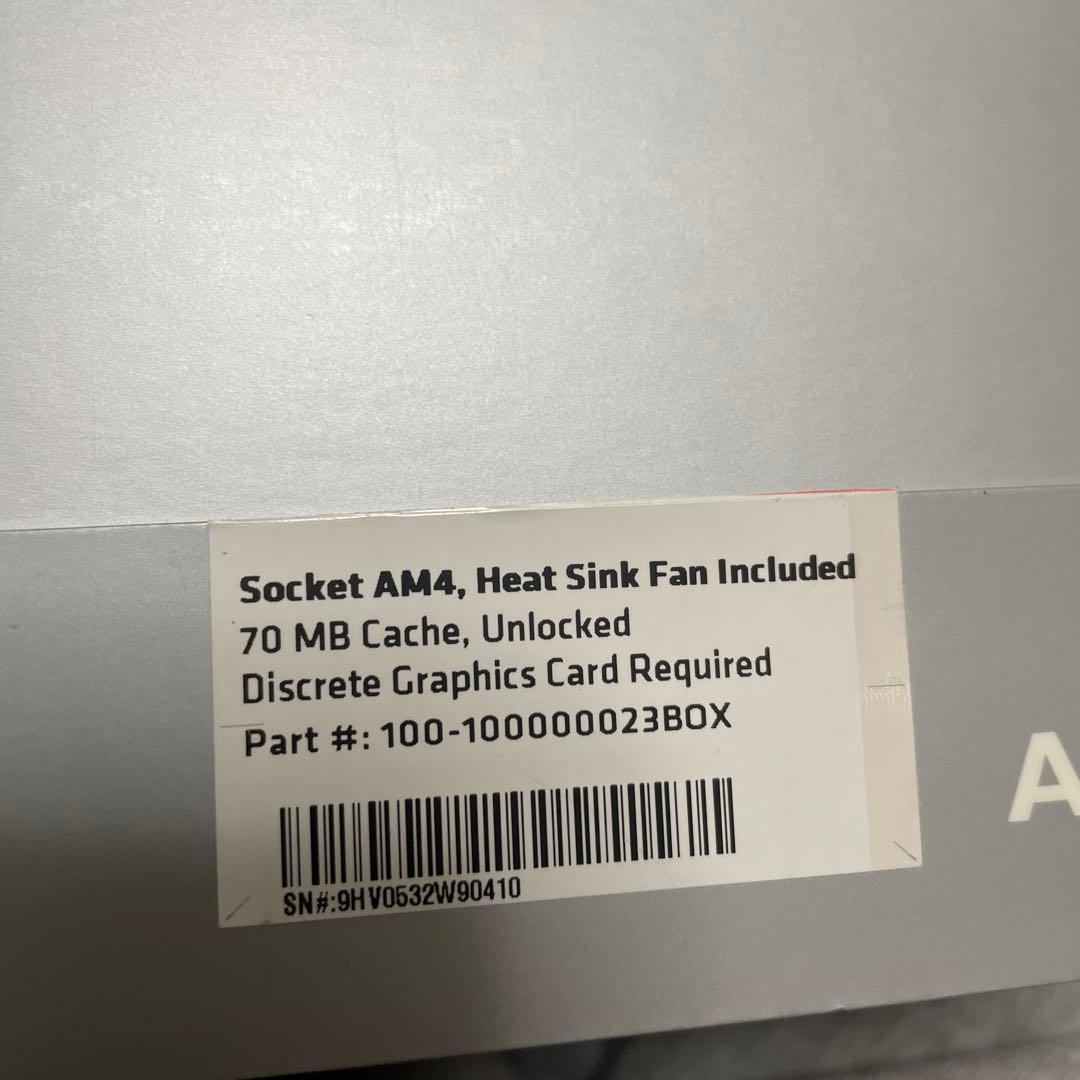 Socket AM4, Heat Sink Fan Included
70 MB Cache, Unlocked
Discrete Graphics Card Required
Part #: 100-100000023BOX
SN#:9HV0532W90410
A